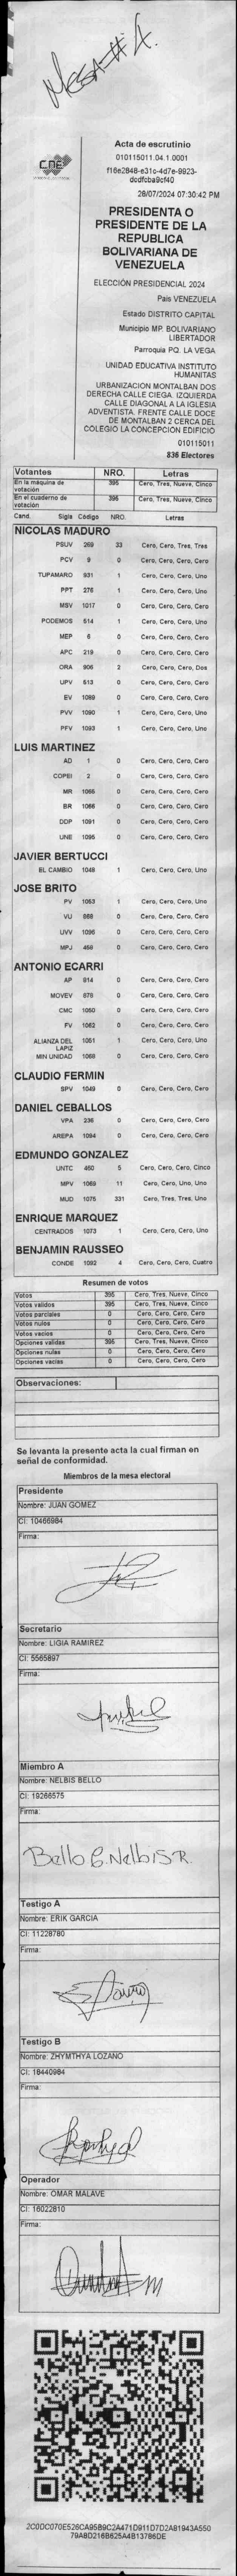 MESA # 4.
CNE
Acta de escrutinio
010115011.04.1.0001
f16e2848-e31c-4d7e-9923-
dcdfcba9cf40
28/07/2024 07:30:42 PM
PRESIDENTA O
PRESIDENTE DE LA
REPUBLICA
BOLIVARIANA DE
VENEZUELA
ELECCIÓN PRESIDENCIAL 2024
País VENEZUELA
Estado DISTRITO CAPITAL
Municipio MP. BOLIVARIANO
LIBERTADOR
Parroquia PQ. LA VEGA
UNIDAD EDUCATIVA INSTITUTO
HUMANITAS
URBANIZACION MONTALBAN DOS
DERECHA CALLE CIEGA. IZQUIERDA
CALLE DIAGONAL A LA IGLESIA
ADVENTISTA. FRENTE CALLE DOCE
DE MONTALBAN 2 CERCA DEL
COLEGIO LA CONCEPCION EDIFICIO
010115011
836 Electores
Votantes NRO. Letras
En la máquina de votación 395 Cero, Tres, Nueve, Cinco
En el cuaderno de votación 395 Cero, Tres, Nueve, Cinco
Cand. Sigla Código NRO. Letras
NICOLAS MADURO
PSUV 269 33 Cero, Cero, Tres, Tres
PCV 9 0 Cero, Cero, Cero, Cero
TUPAMARO 931 1 Cero, Cero, Cero, Uno
PPT 276 1 Cero, Cero, Cero, Uno
MSV 1017 0 Cero, Cero, Cero, Cero
PODEMOS 514 1 Cero, Cero, Cero, Uno
MEP 6 0 Cero, Cero, Cero, Cero
APC 219 0 Cero, Cero, Cero, Cero
ORA 906 2 Cero, Cero, Cero, Dos
UPV 513 0 Cero, Cero, Cero, Cero
EV 1089 0 Cero, Cero, Cero, Cero
PVV 1090 1 Cero, Cero, Cero, Uno
PFV 1093 1 Cero, Cero, Cero, Uno
LUIS MARTINEZ
AD 1 0 Cero, Cero, Cero, Cero
COPEI 2 0 Cero, Cero, Cero, Cero
MR 1065 0 Cero, Cero, Cero, Cero
BR 1066 0 Cero, Cero, Cero, Cero
DDP 1091 0 Cero, Cero, Cero, Cero
UNE 1095 0 Cero, Cero, Cero, Cero
JAVIER BERTUCCI
EL CAMBIO 1048 1 Cero, Cero, Cero, Uno
JOSE BRITO
PV 1053 1 Cero, Cero, Cero, Uno
VU 668 0 Cero, Cero, Cero, Cero
UVV 1096 0 Cero, Cero, Cero, Cero
MPJ 458 0 Cero, Cero, Cero, Cero
ANTONIO ECARRI
AP 814 0 Cero, Cero, Cero, Cero
MOVEV 878 0 Cero, Cero, Cero, Cero
CMC 1050 0 Cero, Cero, Cero, Cero
FV 1062 0 Cero, Cero, Cero, Cero
ALIANZA DEL LAPIZ 1051 1 Cero, Cero, Cero, Uno
MIN UNIDAD 1068 0 Cero, Cero, Cero, Cero
CLAUDIO FERMIN
SPV 1049 0 Cero, Cero, Cero, Cero
DANIEL CEBALLOS
VPA 236 0 Cero, Cero, Cero, Cero
AREPA 1094 0 Cero, Cero, Cero, Cero
EDMUNDO GONZALEZ
UNTC 460 5 Cero, Cero, Cero, Cinco
MPV 1069 11 Cero, Cero, Uno, Uno
MUD 1075 331 Cero, Tres, Tres, Uno
ENRIQUE MARQUEZ
CENTRADOS 1073 1 Cero, Cero, Cero, Uno
BENJAMIN RAUSSEO
CONDE 1092 4 Cero, Cero, Cero, Cuatro
Resumen de votos
Votos 395 Cero, Tres, Nueve, Cinco
Votos validos 395 Cero, Tres, Nueve, Cinco
Votos parciales 0 Cero, Cero, Cero, Cero
Votos nulos 0 Cero, Cero, Cero, Cero
Votos vacios 0 Cero, Cero, Cero, Cero
Opciones validas 395 Cero, Tres, Nueve, Cinco
Opciones nulas 0 Cero, Cero, Cero, Cero
Opciones vacias 0 Cero, Cero, Cero, Cero
Observaciones:
Se levanta la presente acta la cual firman en
señal de conformidad.
Miembros de la mesa electoral
Presidente
Nombre: JUAN GOMEZ
CI: 10466984
Firma:
Secretario
Nombre: LIGIA RAMIREZ
CI: 5565897
Firma:
Miembro A
Nombre: NELBIS BELLO
CI: 19266575
Firma:
Bello B. Nelbis R.
Testigo A
Nombre: ERIK GARCIA
CI: 11228780
Firma:
Testigo B
Nombre: ZHYMTHYA LOZANO
CI: 18440984
Firma:
Operador
Nombre: OMAR MALAVE
CI: 16022810
Firma:
2C0DC070E526CA95B9C2A471D911D7D2A81943A550
79A8D216B625A4B13786DE